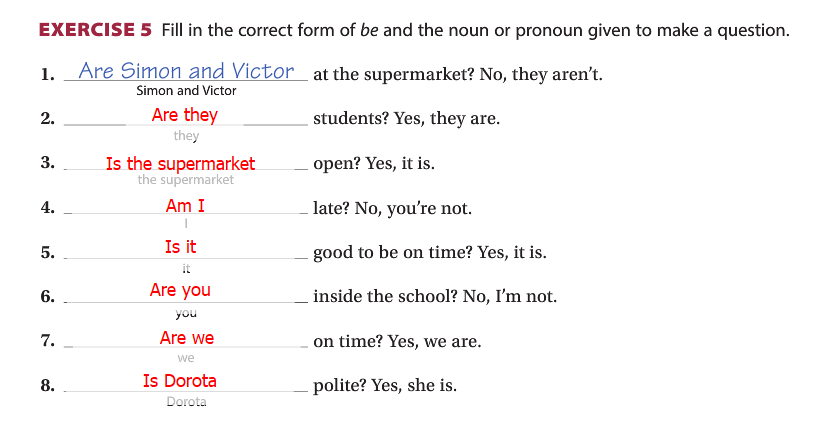 EXERCISE 5 Fill in the correct form of be and the noun or pronoun given to make a question.
1. Are Simon and Victor at the supermarket? No, they aren't.
Simon and Victor
2. Are they students? Yes, they are.
they
3. Is the supermarket open? Yes, it is.
the supermarket
4. Am I late? No, you're not.
I
5. Is it good to be on time? Yes, it is.
it
6. Are you inside the school? No, I'm not.
you
7. Are we on time? Yes, we are.
we
8. Is Dorota polite? Yes, she is.
Dorota